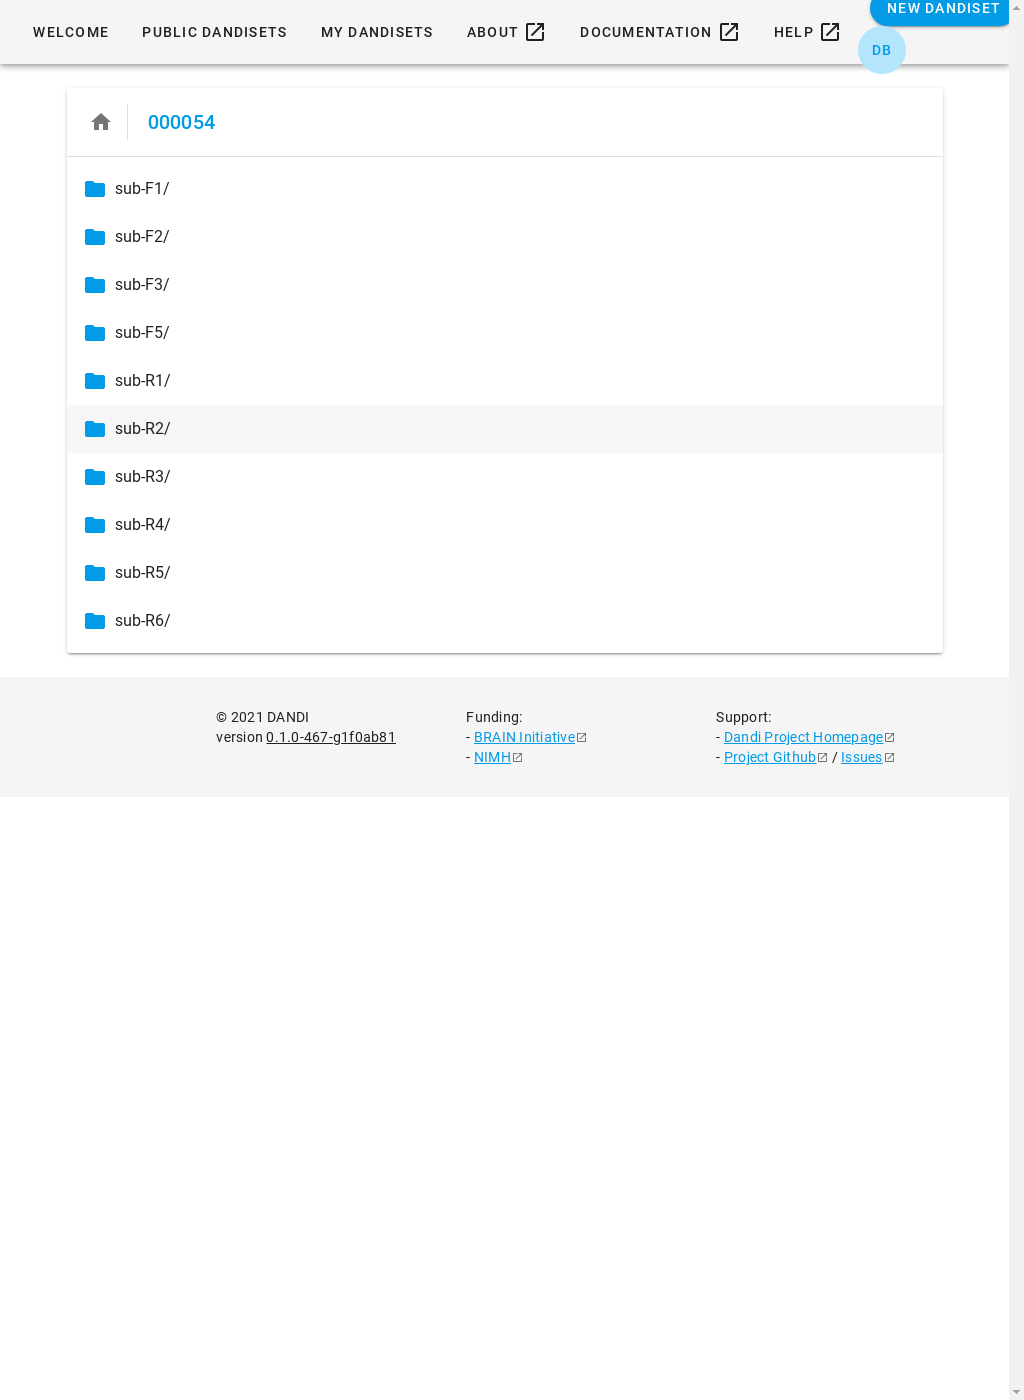 NEW DANDISET
WELCOME PUBLIC DANDISETS MY DANDISETS ABOUT DOCUMENTATION HELP
DB
000054
sub-F1/
sub-F2/
sub-F3/
sub-F5/
sub-R1/
sub-R2/
sub-R3/
sub-R4/
sub-R5/
sub-R6/
© 2021 DANDI
version 0.1.0-467-g1f0ab81
Funding:
- BRAIN Initiative
- NIMH
Support:
- Dandi Project Homepage
- Project Github / Issues